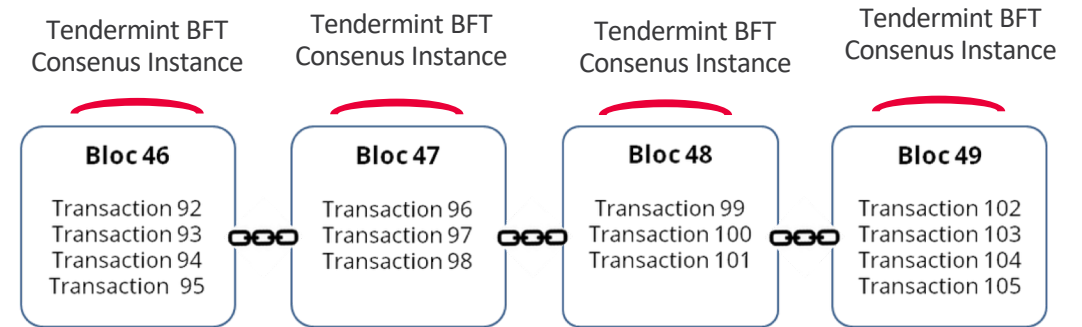 Tendermint BFT
Consenus Instance
Tendermint BFT
Consenus Instance
Tendermint BFT
Consenus Instance
Tendermint BFT
Consenus Instance
Bloc 46
Transaction 92
Transaction 93
Transaction 94
Transaction 95
Bloc 47
Transaction 96
Transaction 97
Transaction 98
Bloc 48
Transaction 99
Transaction 100
Transaction 101
Bloc 49
Transaction 102
Transaction 103
Transaction 104
Transaction 105